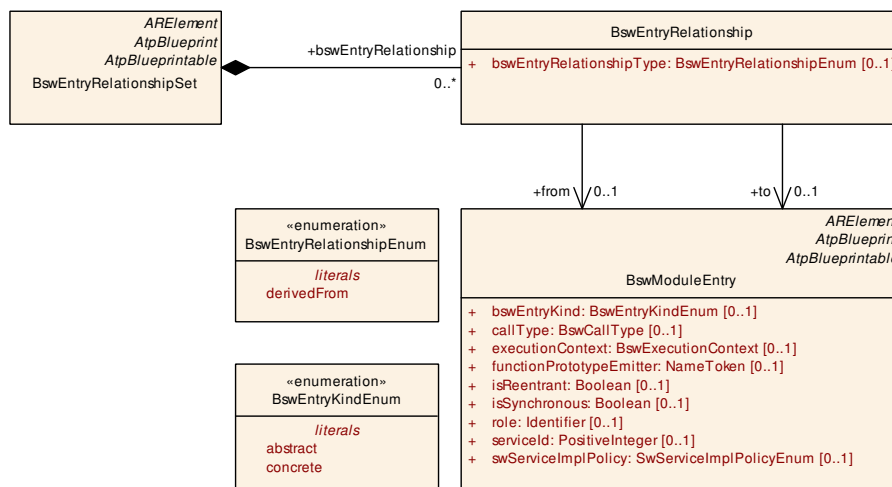 ARElement
AtpBlueprint
AtpBlueprintable
BswEntryRelationshipSet
+bswEntryRelationship
0..*
BswEntryRelationship
+ bswEntryRelationshipType: BswEntryRelationshipEnum [0..1]
+from 0..1
+to 0..1
«enumeration»
BswEntryRelationshipEnum
literals
derivedFrom
«enumeration»
BswEntryKindEnum
literals
abstract
concrete
ARElement
AtpBlueprint
AtpBlueprintable
BswModuleEntry
+ bswEntryKind: BswEntryKindEnum [0..1]
+ callType: BswCallType [0..1]
+ executionContext: BswExecutionContext [0..1]
+ functionPrototypeEmitter: NameToken [0..1]
+ isReentrant: Boolean [0..1]
+ isSynchronous: Boolean [0..1]
+ role: Identifier [0..1]
+ serviceId: PositiveInteger [0..1]
+ swServiceImplPolicy: SwServiceImplPolicyEnum [0..1]